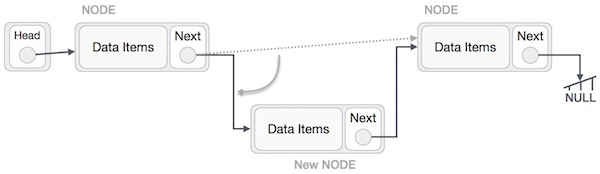 NODE
NODE
Head
Data Items
Next
Data Items
Next
NULL
Data Items
Next
New NODE